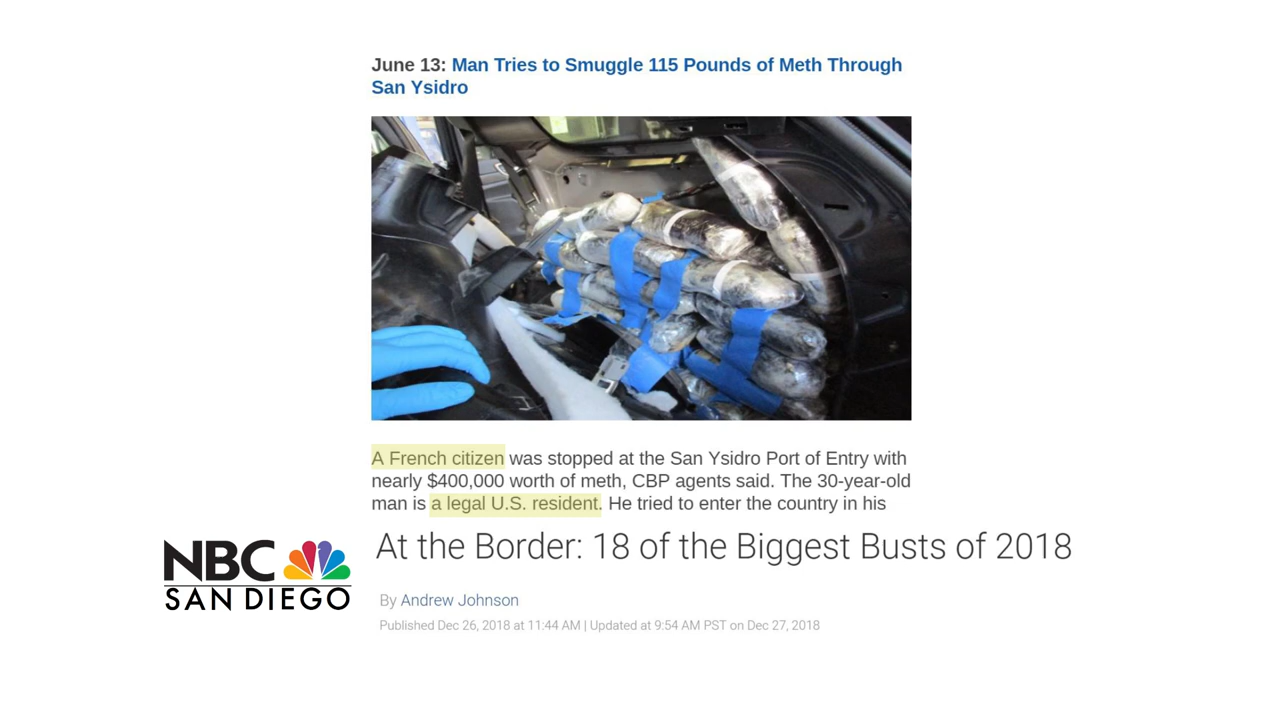 June 13: Man Tries to Smuggle 115 Pounds of Meth Through
San Ysidro
A French citizen was stopped at the San Ysidro Port of Entry with
nearly $400,000 worth of meth, CBP agents said. The 30-year-old
man is a legal U.S. resident. He tried to enter the country in his
NBC
SAN DIEGO
At the Border: 18 of the Biggest Busts of 2018
By Andrew Johnson
Published Dec 26, 2018 at 11:44 AM | Updated at 9:54 AM PST on Dec 27, 2018